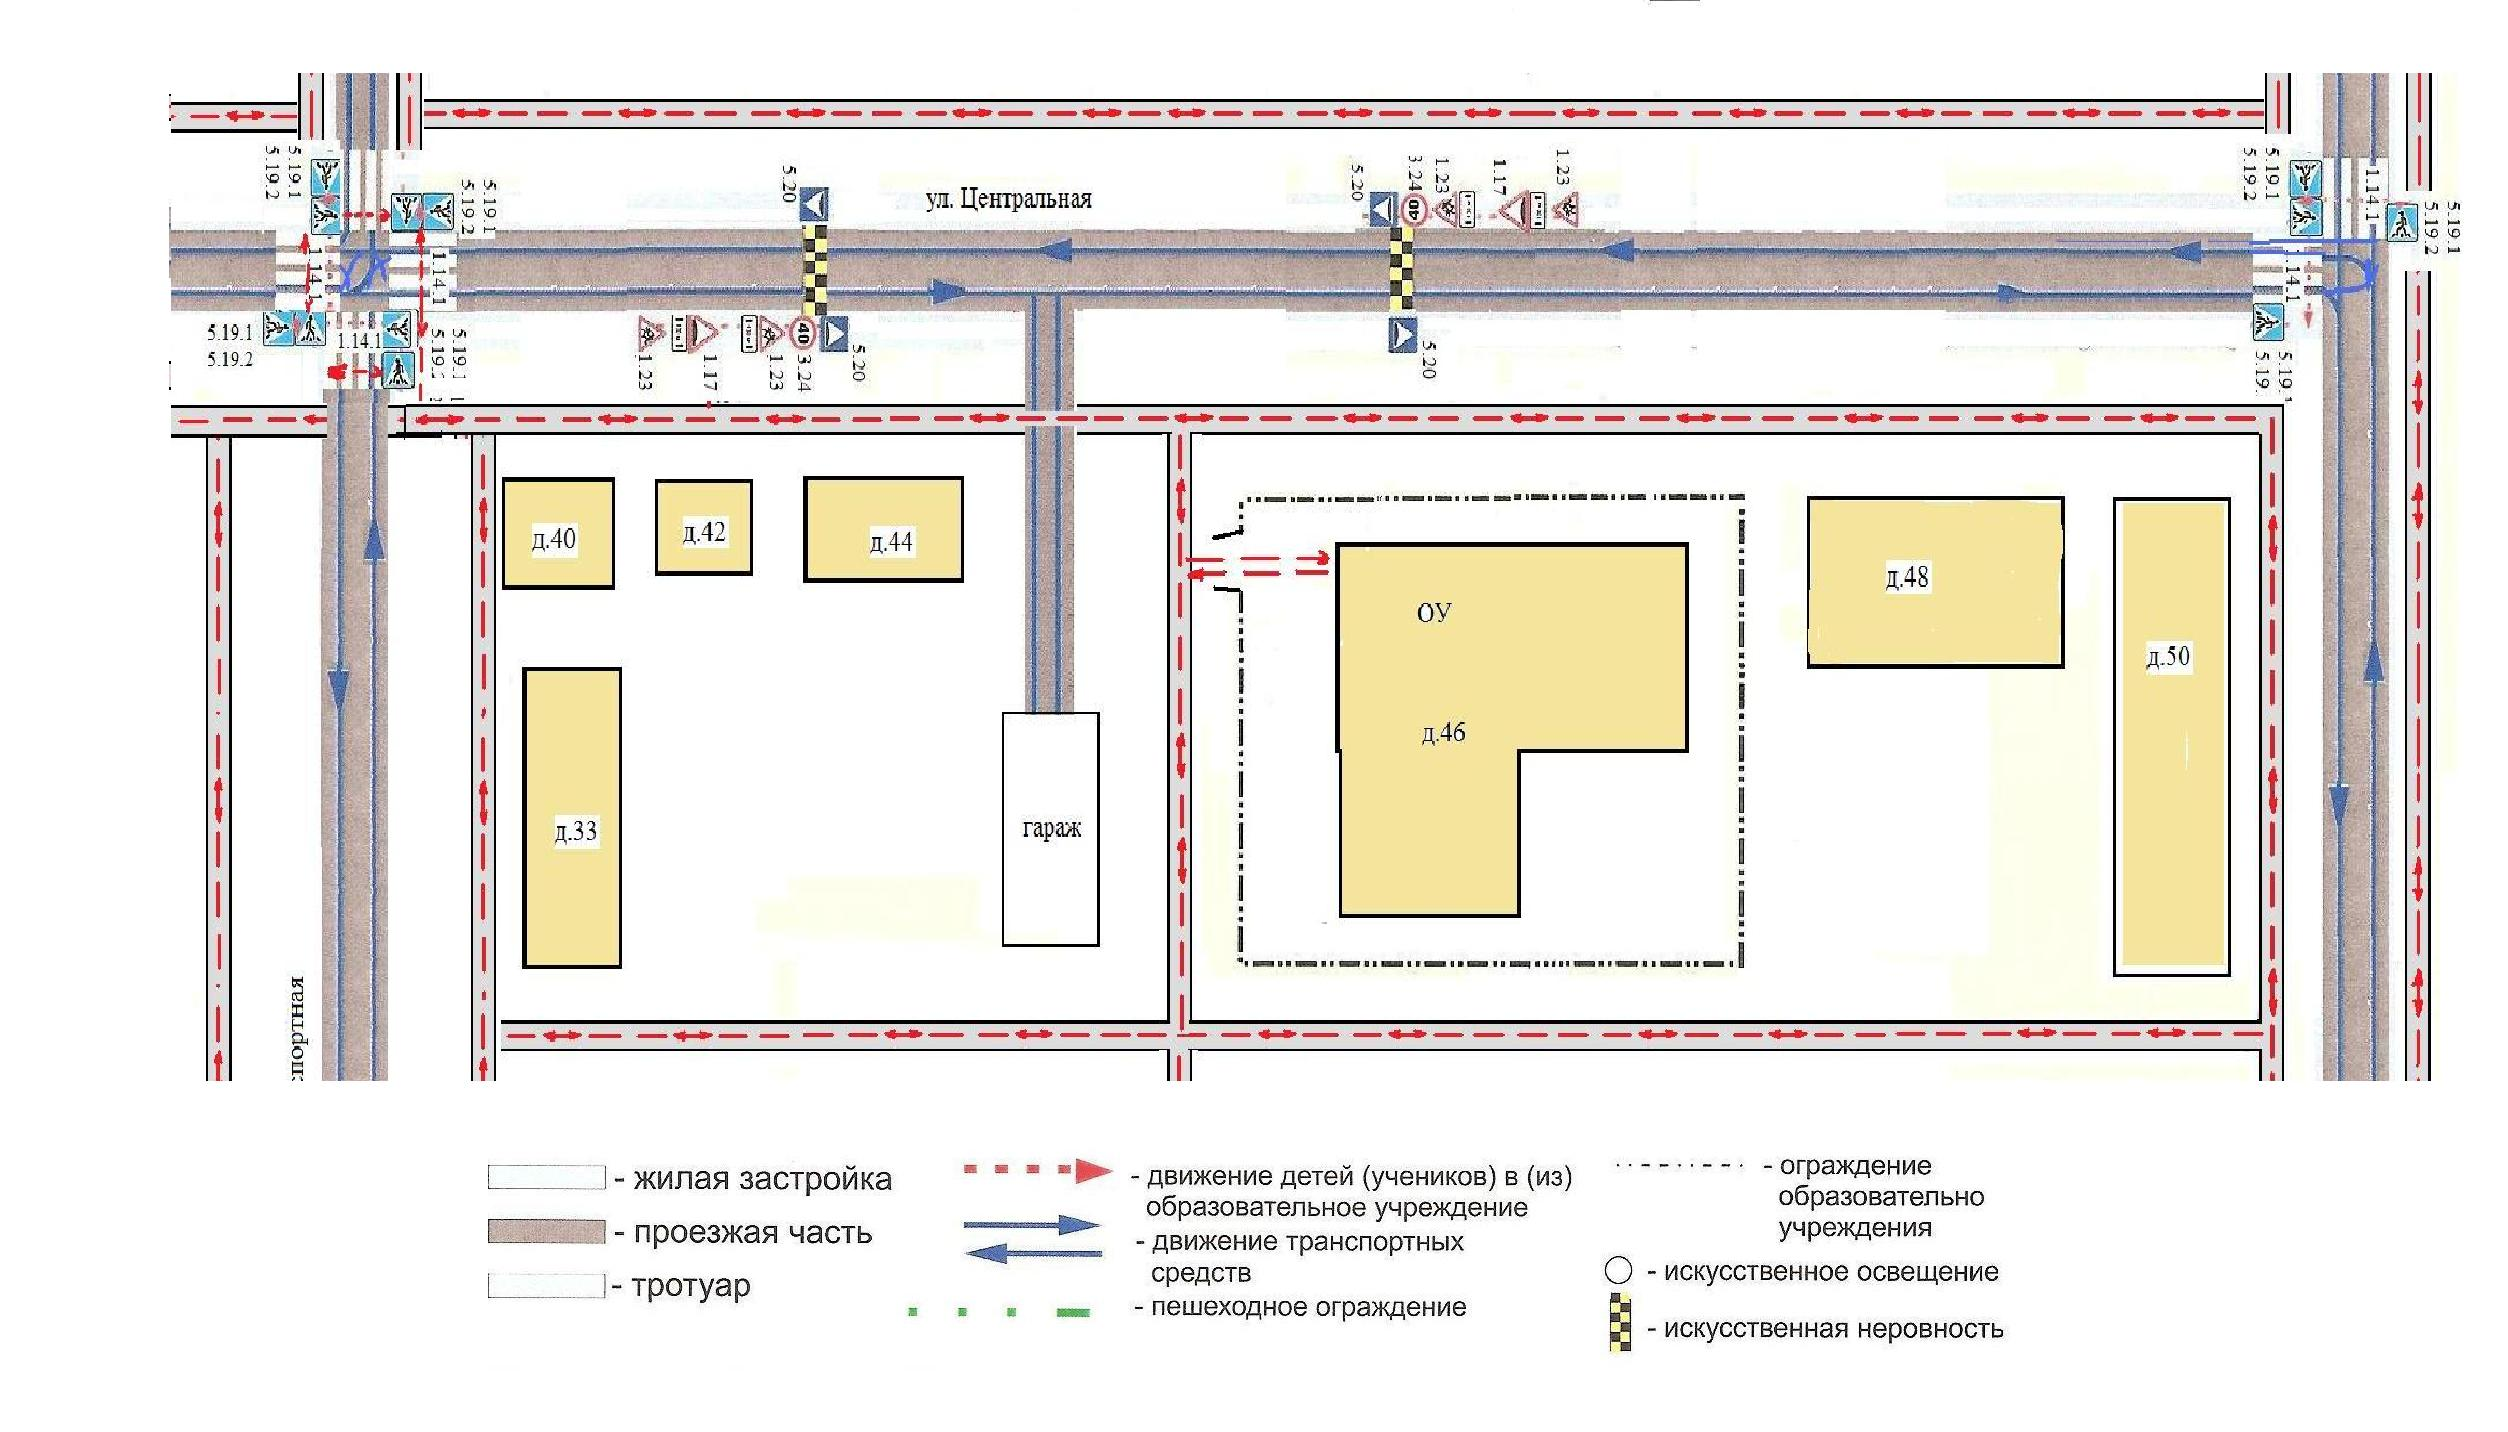 5.19.1
5.19.2
5.19.1
5.19.2
5.20
ул. Центральная
5.20
3.24
40
1.23
1.17
1.23
5.19.1
5.19.2
1.14.1
5.19.1
5.19.2
1.14.1
1.14.1
1.14.1
5.19.1
5.19.2
1.14.1
5.19.1
1.23
1.17
1.23
40
3.24
5.20
5.20
5.19.1
д.40
д.42
д.44
ОУ
д.46
д.48
д.50
д.33
гараж
спортная
- жилая застройка
- проезжая часть
- тротуар
- движение детей (учеников) в (из)
образовательное учреждение
- движение транспортных
средств
- пешеходное ограждение
- ограждение
образовательно
учреждения
- искусственное освещение
- искусственная неровность